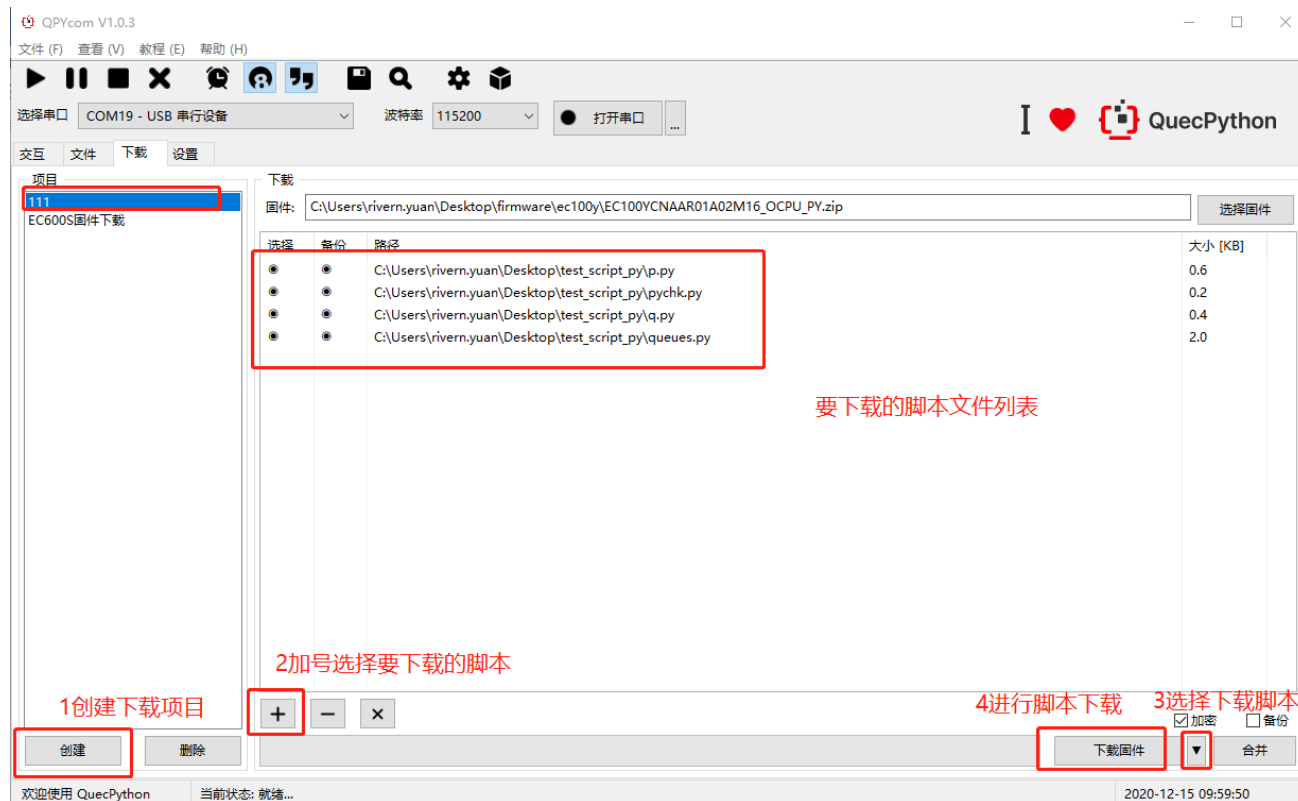 QPYcom V1.0.3
文件 (F) 查看 (V) 教程 (E) 帮助 (H)
选择串口 COM19 - USB 串行设备 波特率 115200 打开串口 ...
I QuecPython
交互 文件 下载 设置
项目
111
EC600S固件下载
下载
固件: C:\Users\rivern.yuan\Desktop\firmware\ec100y\EC100YCNAAR01A02M16_OCPU_PY.zip 选择固件
选择 备份 路径 大小 [KB]
C:\Users\rivern.yuan\Desktop\test_script_py\p.py 0.6
C:\Users\rivern.yuan\Desktop\test_script_py\pychk.py 0.2
C:\Users\rivern.yuan\Desktop\test_script_py\q.py 0.4
C:\Users\rivern.yuan\Desktop\test_script_py\queues.py 2.0
要下载的脚本文件列表
2加号选择要下载的脚本
1创建下载项目
4进行脚本下载 3选择下载脚本
加密 备份
创建 删除 下载固件 合并
欢迎使用 QuecPython 当前状态: 就绪... 2020-12-15 09:59:50